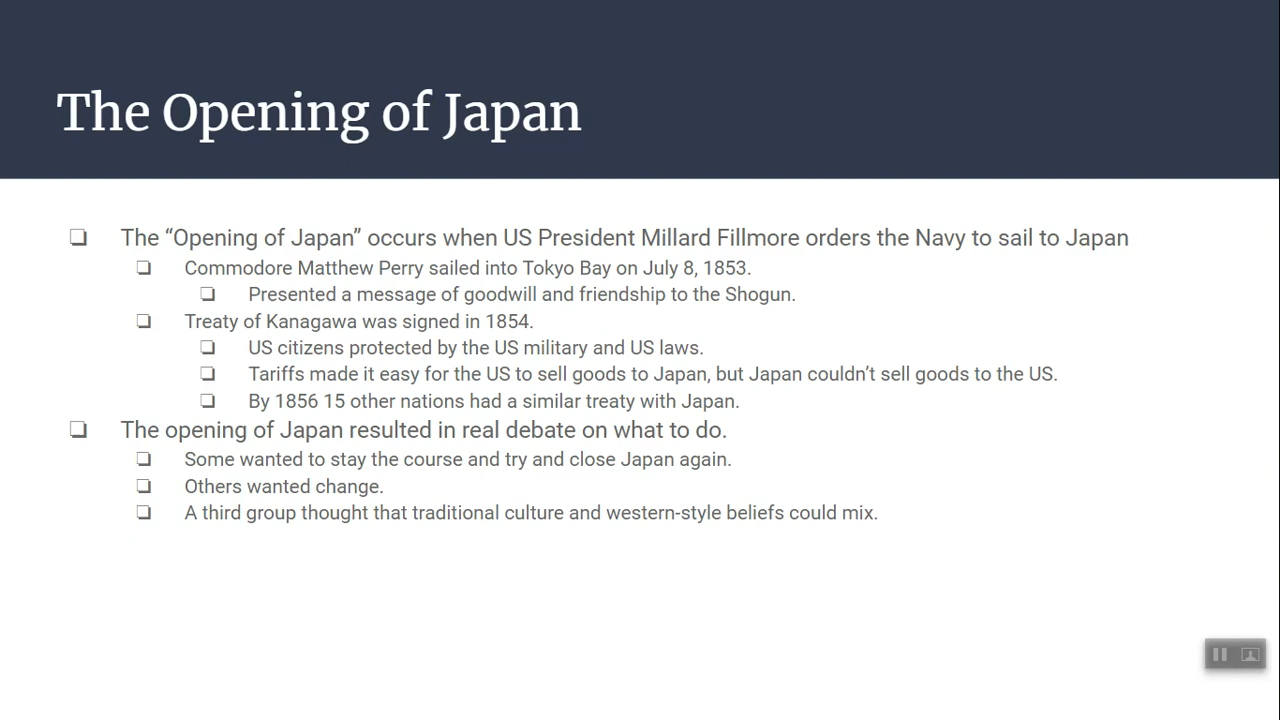 The Opening of Japan
❏ The “Opening of Japan” occurs when US President Millard Fillmore orders the Navy to sail to Japan
❏ Commodore Matthew Perry sailed into Tokyo Bay on July 8, 1853.
❏ Presented a message of goodwill and friendship to the Shogun.
❏ Treaty of Kanagawa was signed in 1854.
❏ US citizens protected by the US military and US laws.
❏ Tariffs made it easy for the US to sell goods to Japan, but Japan couldn’t sell goods to the US.
❏ By 1856 15 other nations had a similar treaty with Japan.
❏ The opening of Japan resulted in real debate on what to do.
❏ Some wanted to stay the course and try and close Japan again.
❏ Others wanted change.
❏ A third group thought that traditional culture and western-style beliefs could mix.